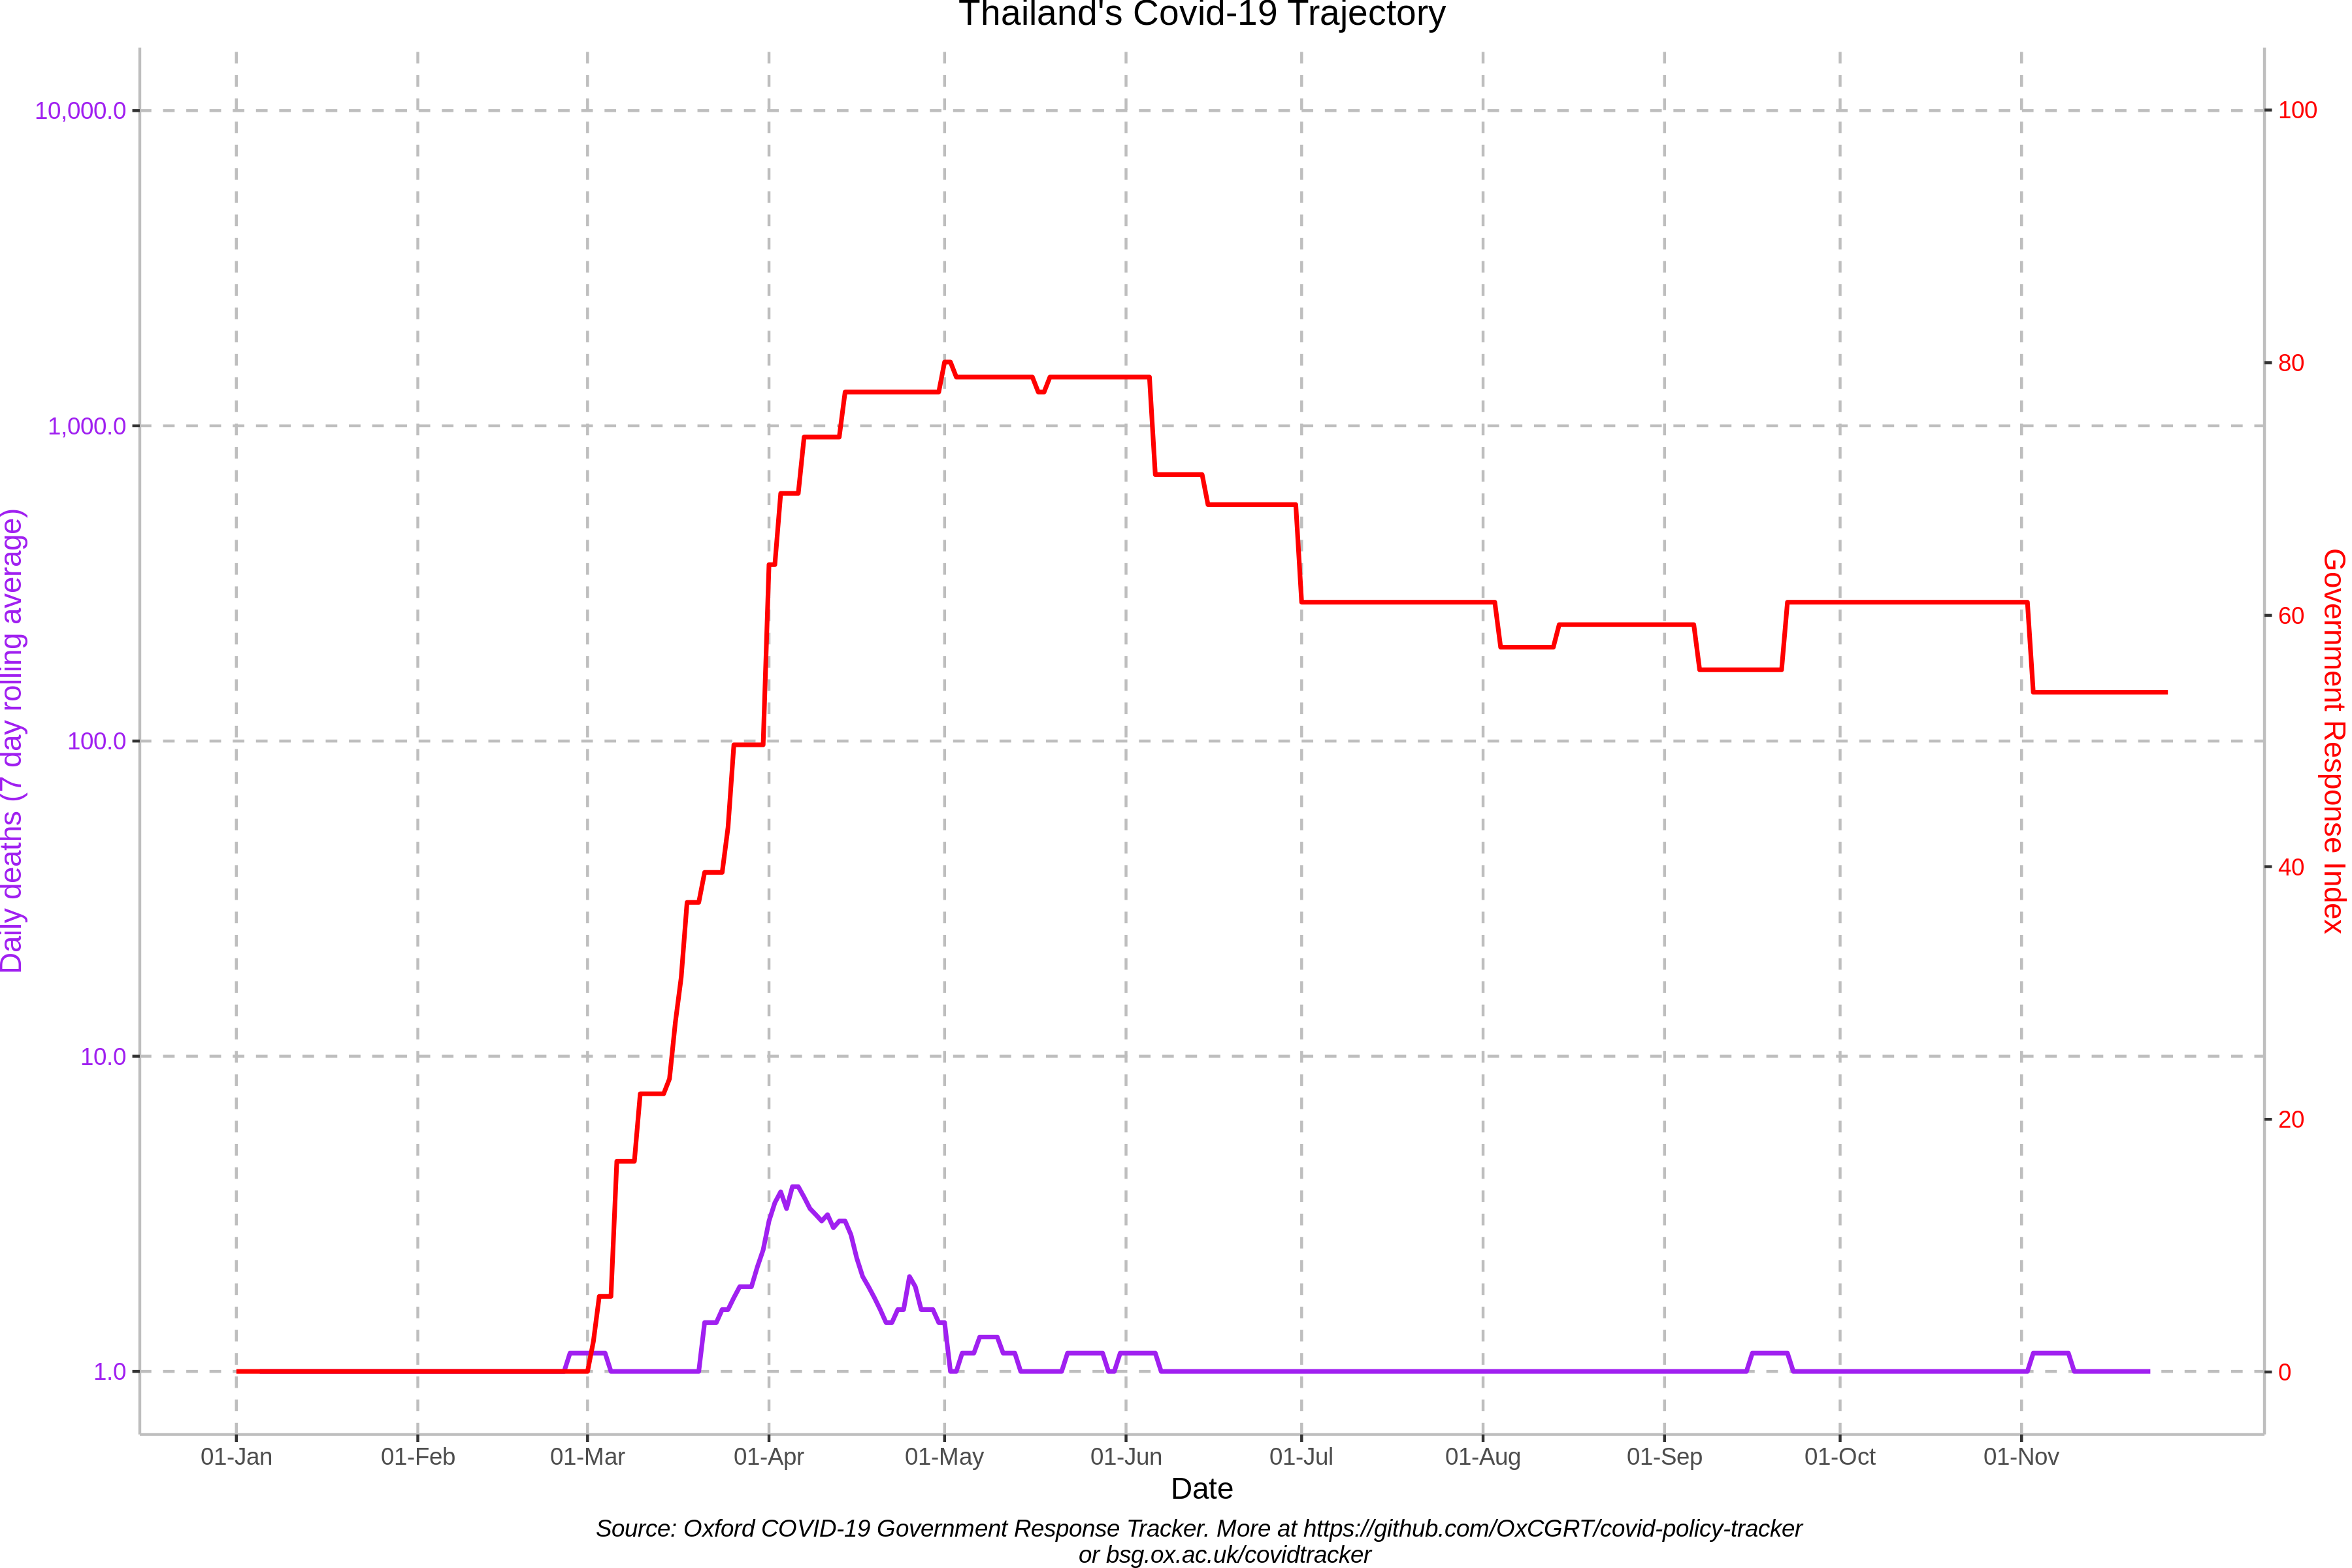 Thailand's Covid-19 Trajectory
10,000.0
1,000.0
100.0
10.0
1.0
Daily deaths (7 day rolling average)
100
80
60
40
20
0
Government Response Index
01-Jan
01-Feb
01-Mar
01-Apr
01-May
01-Jun
01-Jul
01-Aug
01-Sep
01-Oct
01-Nov
Date
Source: Oxford COVID-19 Government Response Tracker. More at https://github.com/OxCGRT/covid-policy-tracker
or bsg.ox.ac.uk/covidtracker